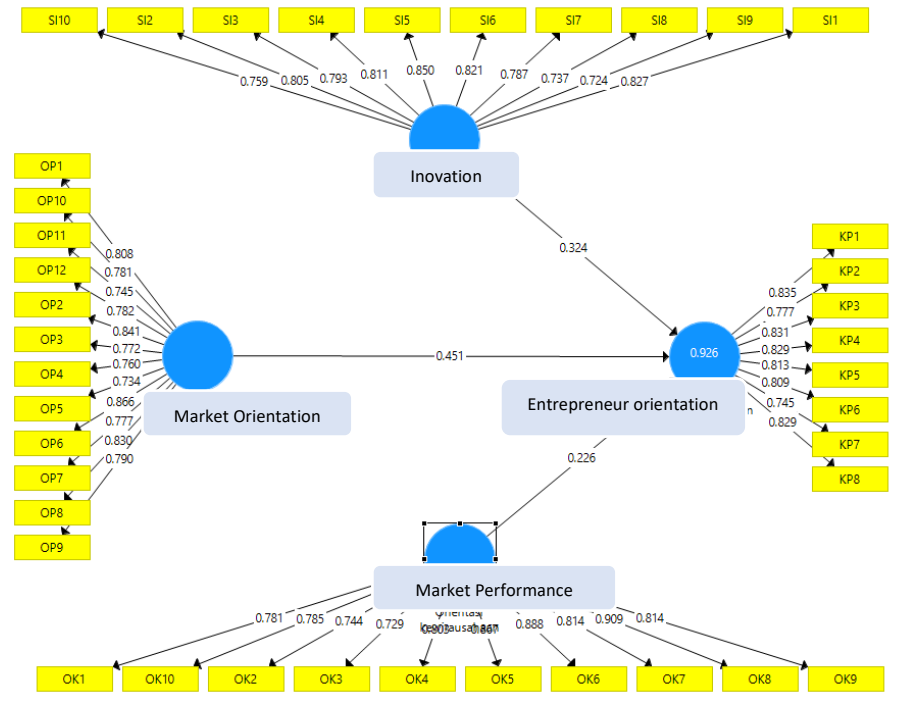 SI10 SI2 SI3 SI4 SI5 SI6 SI7 SI8 SI9 SI1
0.759 0.805 0.793 0.811 0.850 0.821 0.787 0.737 0.724 0.827
Inovation
OP1
OP10
OP11
OP12
OP2
OP3
OP4
OP5
OP6
OP7
OP8
OP9
0.808
0.781
0.745
0.782
0.841
0.772
0.760
0.734
0.866
0.777
0.830
0.790
Market Orientation
0.324
0.451
0.926
Entrepreneur orientation
n
KP1
KP2
KP3
KP4
KP5
KP6
KP7
KP8
0.835
0.777
0.831
0.829
0.813
0.809
0.745
0.829
0.226
Market Performance
0.781 0.785 0.744 0.729 0.888 0.814 0.909 0.814
OK1 OK10 OK2 OK3 OK4 OK5 OK6 OK7 OK8 OK9